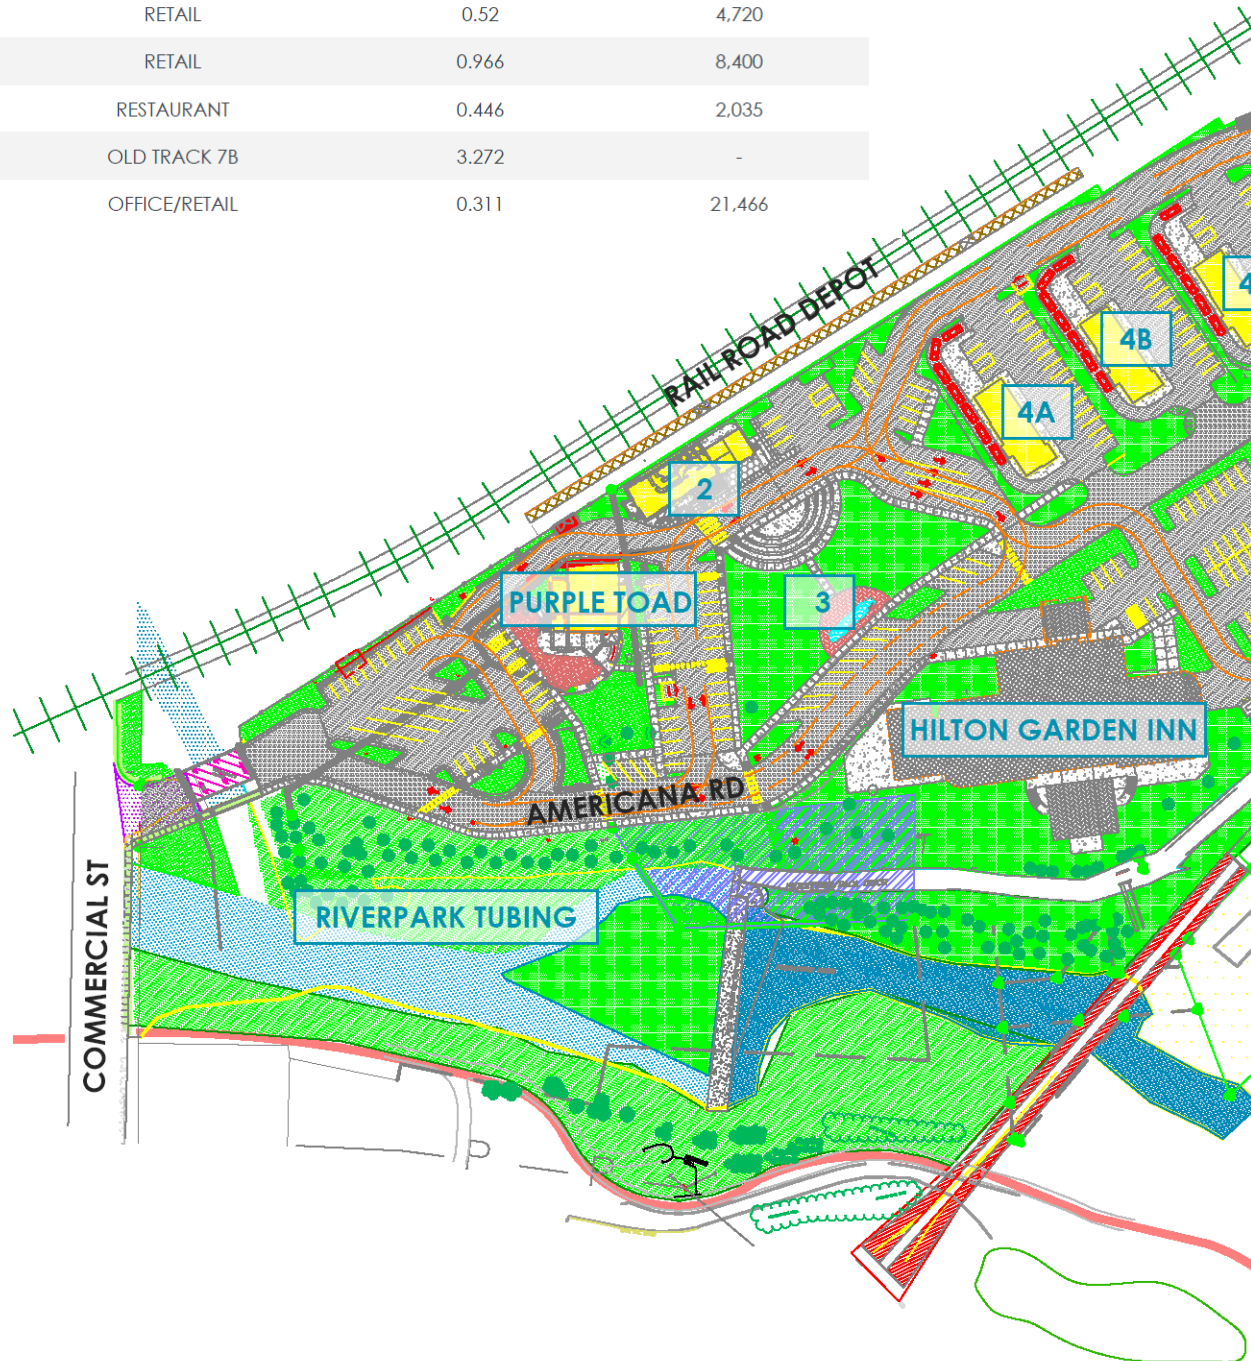 RETAIL 0.52 4,720
RETAIL 0.966 8,400
RESTAURANT 0.446 2,035
OLD TRACK 7B 3.272 -
OFFICE/RETAIL 0.311 21,466
RAIL ROAD DEPOT
4
4B
4A
2
PURPLE TOAD
3
HILTON GARDEN INN
AMERICANA RD
RIVERPARK TUBING
COMMERCIAL ST